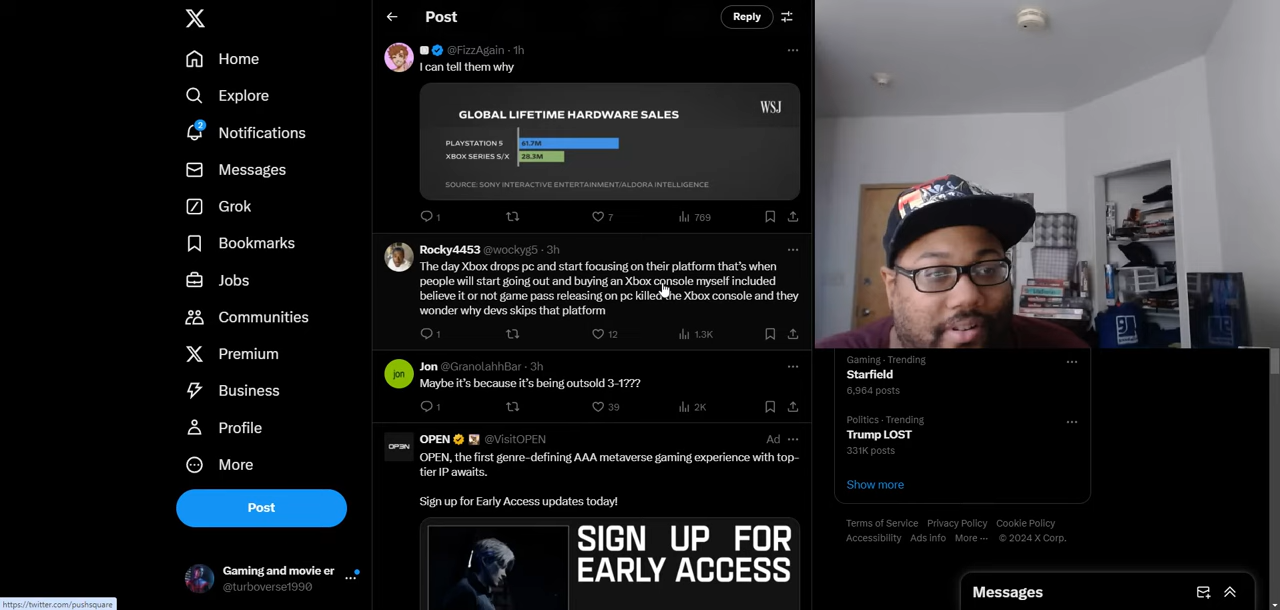 Home
Explore
2
Notifications
Messages
Grok
Bookmarks
Jobs
Communities
Premium
Business
Profile
More
Post
Gaming and movie er
@turboverse1990
https://twitter.com/pushsquare
Post
Reply
@FizzAgain · 1h
I can tell them why
WSJ
GLOBAL LIFETIME HARDWARE SALES
PLAYSTATION 5 61.7M
XBOX SERIES S/X 28.3M
SOURCE: SONY INTERACTIVE ENTERTAINMENT/ALDORA INTELLIGENCE
1 7 769
Rocky4453 @wockyg5 · 3h
The day Xbox drops pc and start focusing on their platform that's when
people will start going out and buying an Xbox console myself included
believe it or not game pass releasing on pc killed the Xbox console and they
wonder why devs skips that platform
1 12 1.3K
jon
Jon @GranolahhBar · 3h
Maybe it's because it's being outsold 3-1???
1 39 2K
OPEN
OPEN @VisitOPEN Ad
OPEN, the first genre-defining AAA metaverse gaming experience with top-
tier IP awaits.
Sign up for Early Access updates today!
SIGN UP FOR
EARLY ACCESS
Gaming · Trending
Starfield
6,964 posts
Politics · Trending
Trump LOST
331K posts
Show more
Terms of Service Privacy Policy Cookie Policy
Accessibility Ads info More ··· © 2024 X Corp.
Messages